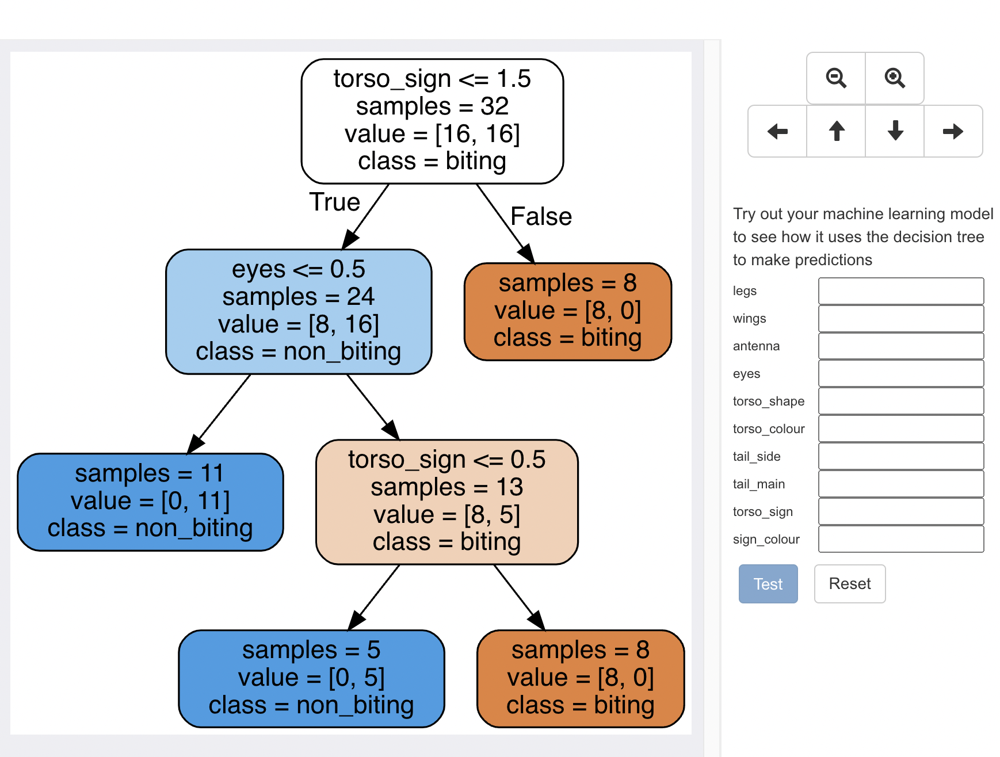 torso_sign <= 1.5
samples = 32
value = [16, 16]
class = biting
True
False
eyes <= 0.5
samples = 24
value = [8, 16]
class = non_biting
samples = 8
value = [8, 0]
class = biting
samples = 11
value = [0, 11]
class = non_biting
torso_sign <= 0.5
samples = 13
value = [8, 5]
class = biting
samples = 5
value = [0, 5]
class = non_biting
samples = 8
value = [8, 0]
class = biting
Try out your machine learning model
to see how it uses the decision tree
to make predictions
legs
wings
antenna
eyes
torso_shape
torso_colour
tail_side
tail_main
torso_sign
sign_colour
Test
Reset